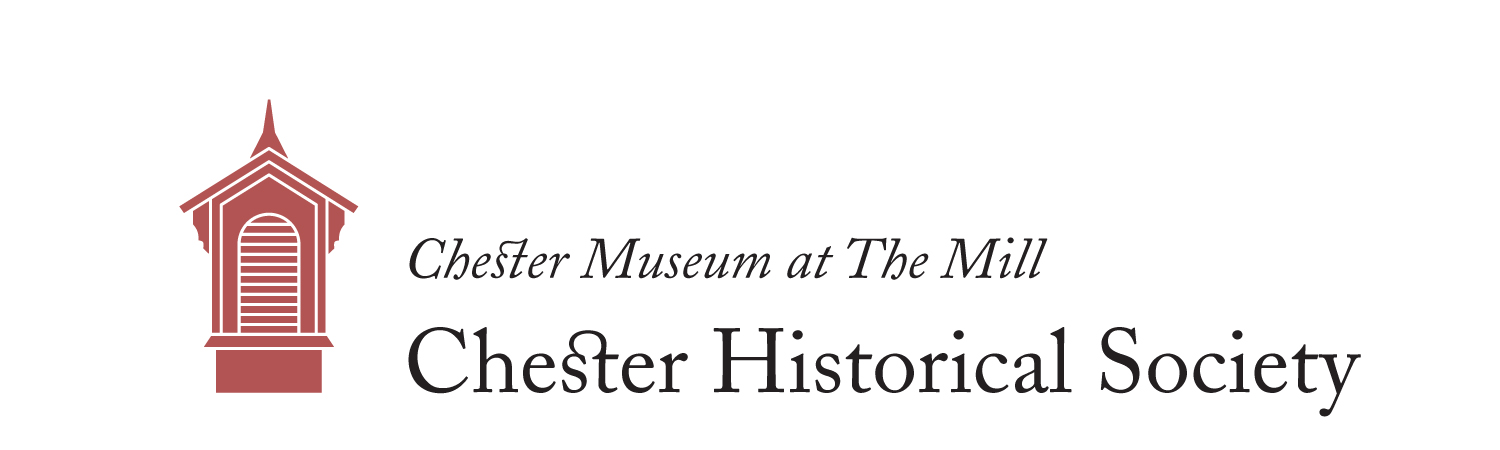 Chester Museum at The Mill
Chester Historical Society